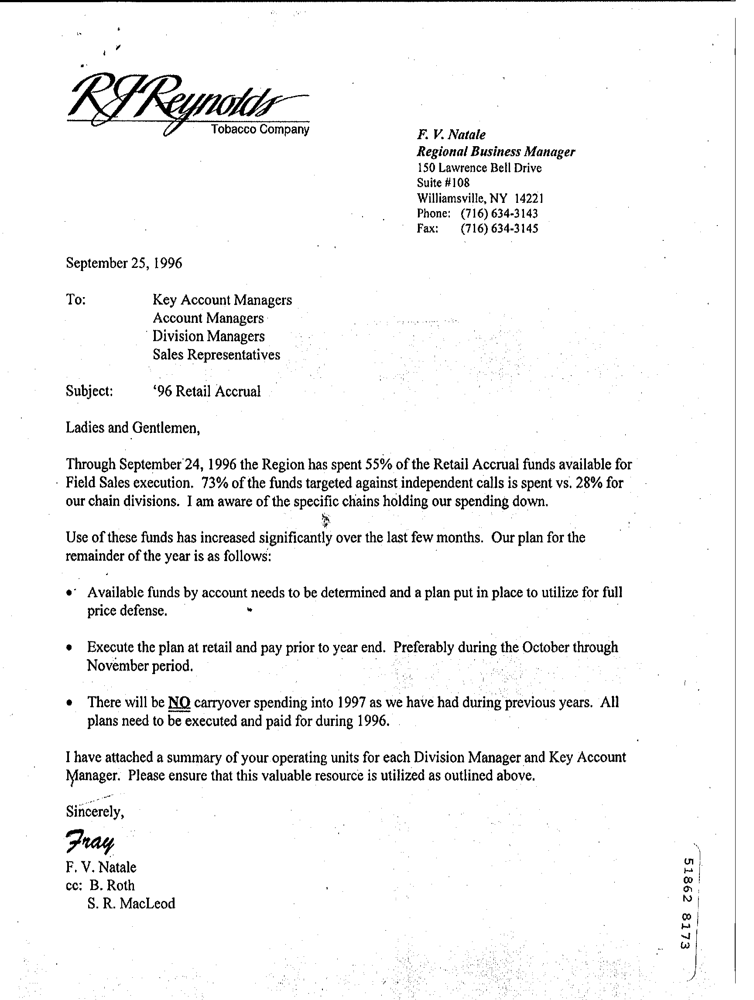 RJReynolds
Tobacco Company
F. V. Natale
Regional Business Manager
150 Lawrence Bell Drive
Suite #108
Williamsville, NY 14221
Phone: (716) 634-3143
Fax: (716) 634-3145
September 25, 1996
To: Key Account Managers
Account Managers
Division Managers
Sales Representatives
Subject: '96 Retail Accrual
Ladies and Gentlemen,
Through September 24, 1996 the Region has spent 55% of the Retail Accrual funds available for
Field Sales execution. 73% of the funds targeted against independent calls is spent vs. 28% for
our chain divisions. I am aware of the specific chains holding our spending down.
Use of these funds has increased significantly over the last few months. Our plan for the
remainder of the year is as follows:
• Available funds by account needs to be determined and a plan put in place to utilize for full
price defense.
• Execute the plan at retail and pay prior to year end. Preferably during the October through
November period.
• There will be NO carryover spending into 1997 as we have had during previous years. All
plans need to be executed and paid for during 1996.
I have attached a summary of your operating units for each Division Manager and Key Account
Manager. Please ensure that this valuable resource is utilized as outlined above.
Sincerely,
Fray
F. V. Natale
cc: B. Roth
S. R. MacLeod
51862 8173